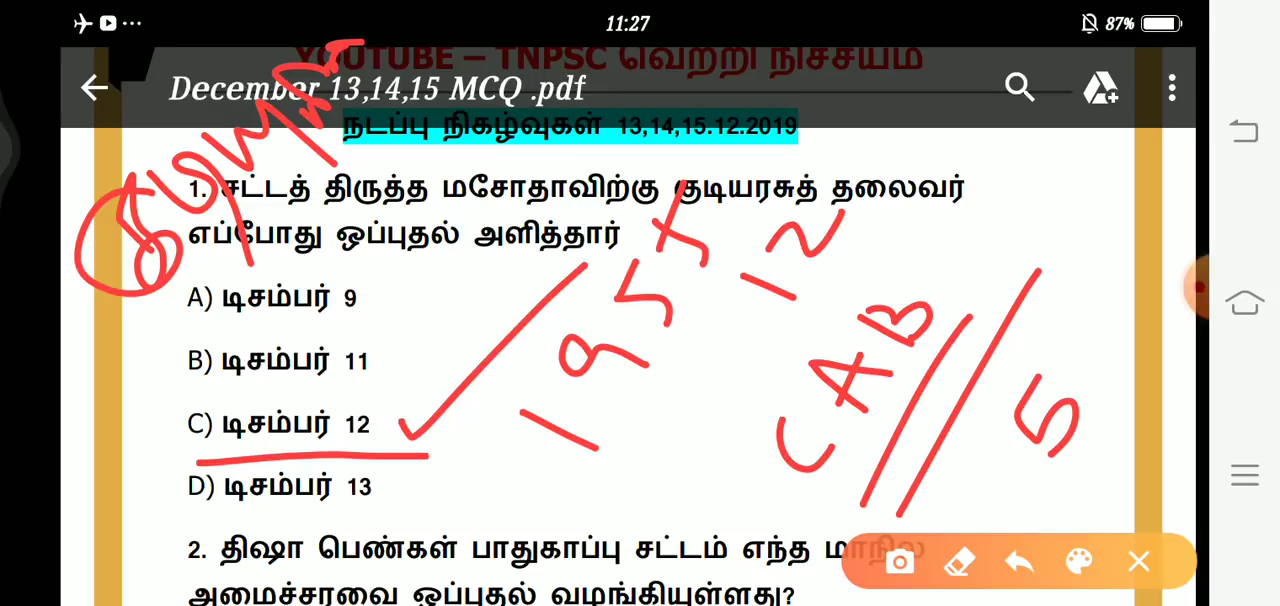 11:27
87%
YOUTUBE – TNPSC வெற்றி நிச்சயம்
December 13,14,15 MCQ .pdf
நடப்பு நிகழ்வுகள் 13,14,15.12.2019
1. சட்டத் திருத்த மசோதாவிற்கு குடியரசுத் தலைவர்
எப்போது ஒப்புதல் அளித்தார்
A) டிசம்பர் 9
B) டிசம்பர் 11
C) டிசம்பர் 12
D) டிசம்பர் 13
1955
12
CAB
5
2. திஷா பெண்கள் பாதுகாப்பு சட்டம் எந்த மாநில
அமைச்சரவை ஒப்புதல் வழங்கியுள்ளது?